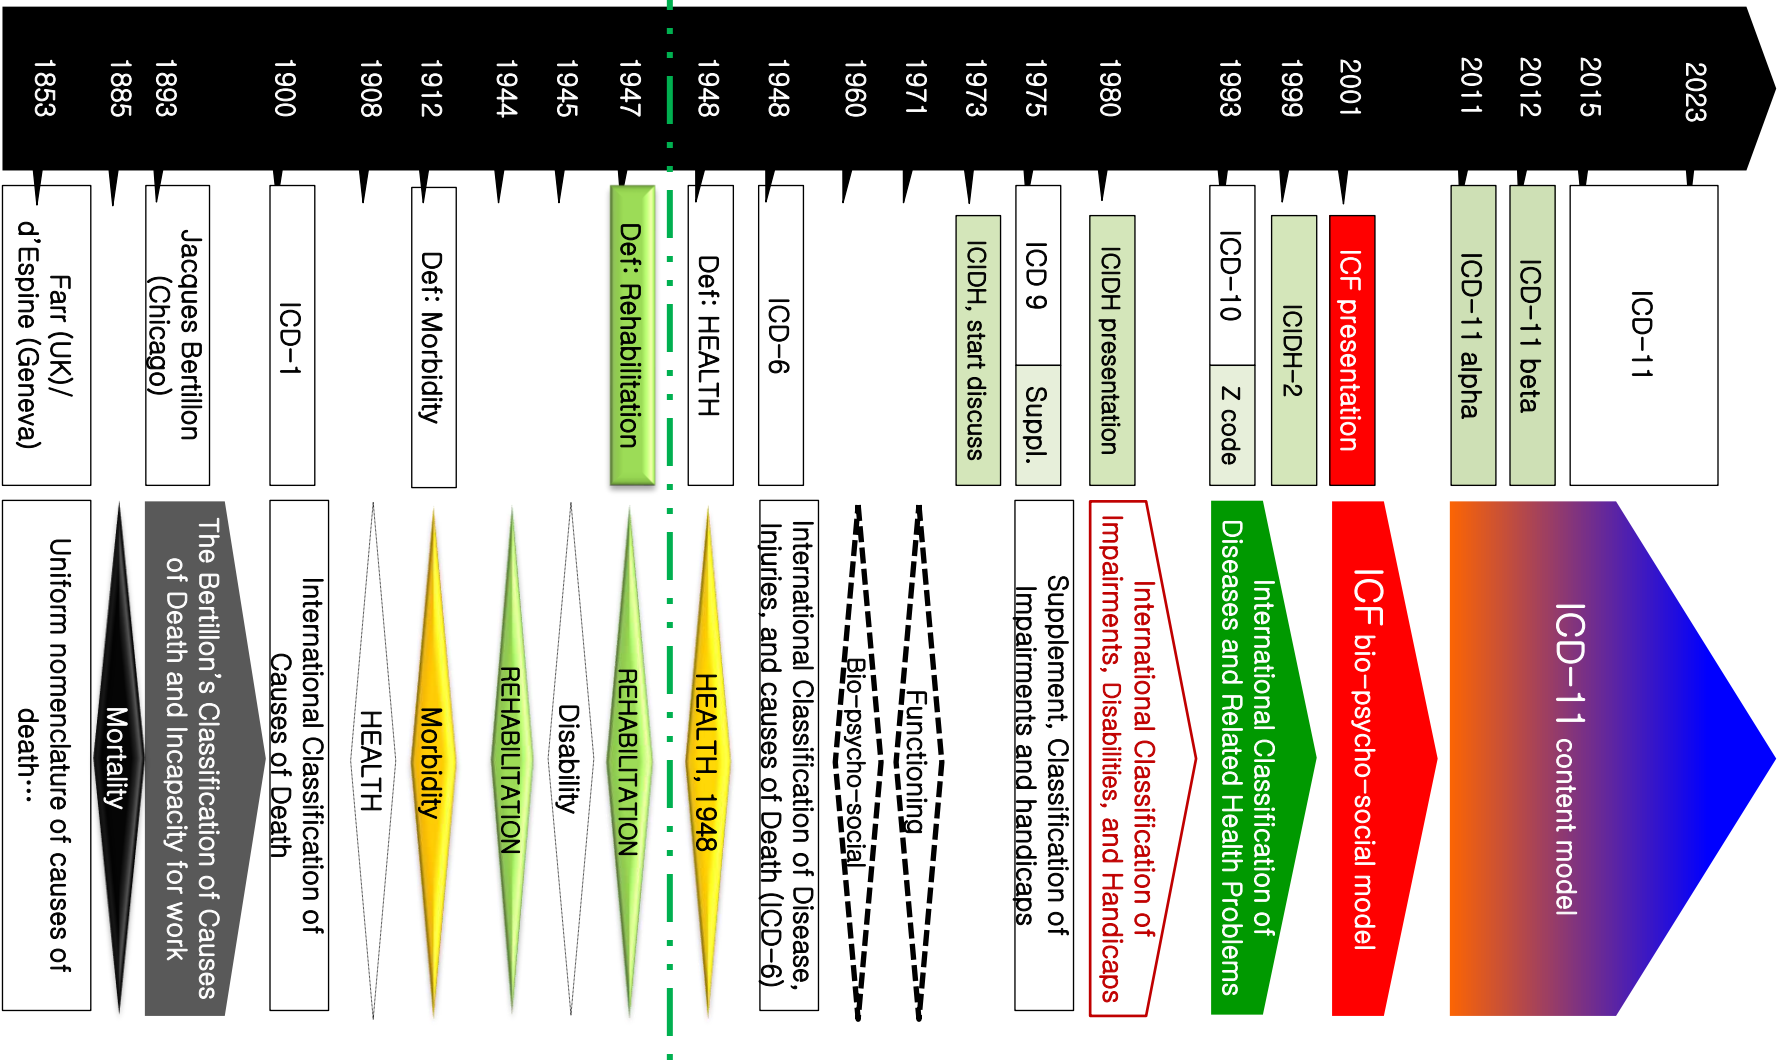 2023
2015
ICD-11
ICD-11 content model
2012
ICD-11 beta
2011
ICD-11 alpha
2001
ICF presentation
ICF bio-psycho-social model
1999
ICIDH-2
1993
ICD-10
Z code
International Classification of
Diseases and Related Health Problems
1980
ICIDH presentation
International Classification of
Impairments, Disabilities, and Handicaps
1975
ICD 9
Suppl.
Supplement, Classification of
Impairments and handicaps
1973
ICIDH, start discuss
1971
Functioning
1960
Bio-psycho-social
1948
ICD-6
International Classification of Disease,
Injuries, and causes of Death (ICD-6)
1948
Def: HEALTH
HEALTH, 1948
1947
Def: Rehabilitation
REHABILITATION
1945
Disability
1944
REHABILITATION
1912
Def: Morbidity
Morbidity
1908
HEALTH
1900
ICD-1
International Classification of
Causes of Death
1893
Jacques Bertillon
(Chicago)
The Bertillon's Classification of Causes
of Death and Incapacity for work
1885
Mortality
1853
Farr (UK)/
d'Espine (Geneva)
Uniform nomenclature of causes of
death…